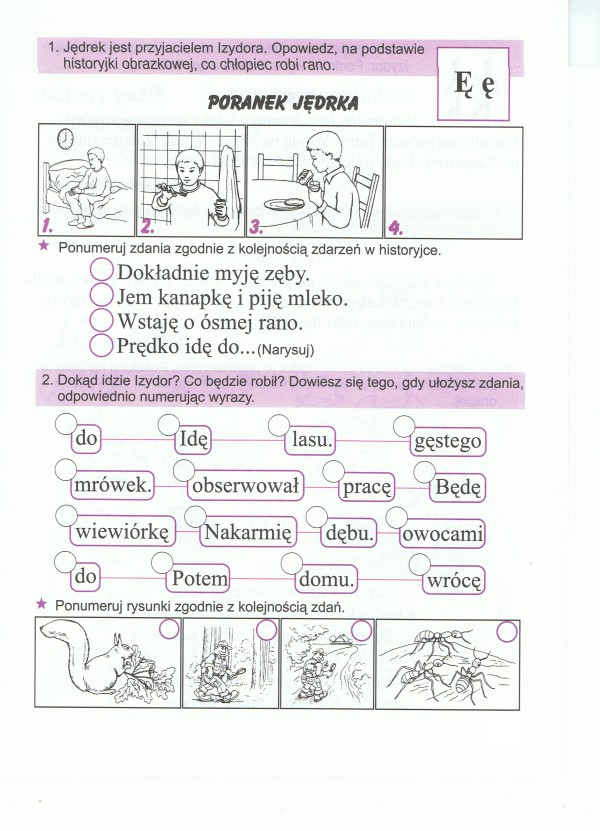 1. Jędrek jest przyjacielem Izydora. Opowiedz, na podstawie
historyjki obrazkowej, co chłopiec robi rano.
Ę ę
PORANEK JĘDRKA
1. 2. 3. 4.
★ Ponumeruj zdania zgodnie z kolejnością zdarzeń w historyjce.
Dokładnie myję zęby.
Jem kanapkę i piję mleko.
Wstaję o ósmej rano.
Prędko idę do... (Narysuj)
2. Dokąd idzie Izydor? Co będzie robił? Dowiesz się tego, gdy ułożysz zdania,
odpowiednio numerując wyrazy.
do Idę lasu. gęstego
mrówek. obserwował pracę Będę
wiewiórkę Nakarmię dębu. owocami
do Potem domu. wrócę
★ Ponumeruj rysunki zgodnie z kolejnością zdań.